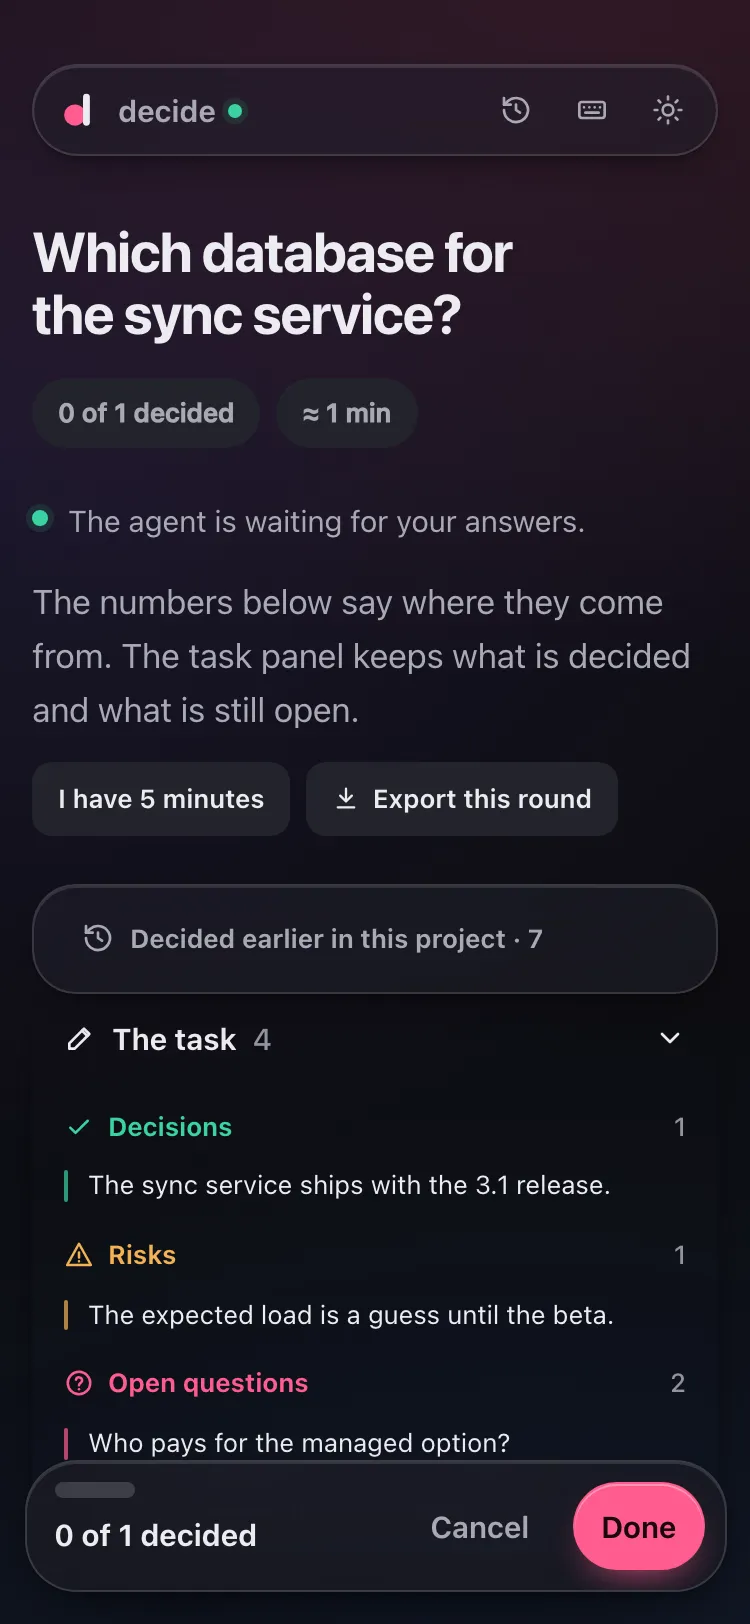 decide
Which database for
the sync service?
0 of 1 decided
≈ 1 min
The agent is waiting for your answers.
The numbers below say where they come
from. The task panel keeps what is decided
and what is still open.
I have 5 minutes
Export this round
Decided earlier in this project · 7
The task 4
Decisions 1
The sync service ships with the 3.1 release.
Risks 1
The expected load is a guess until the beta.
Open questions 2
Who pays for the managed option?
0 of 1 decided
Cancel
Done